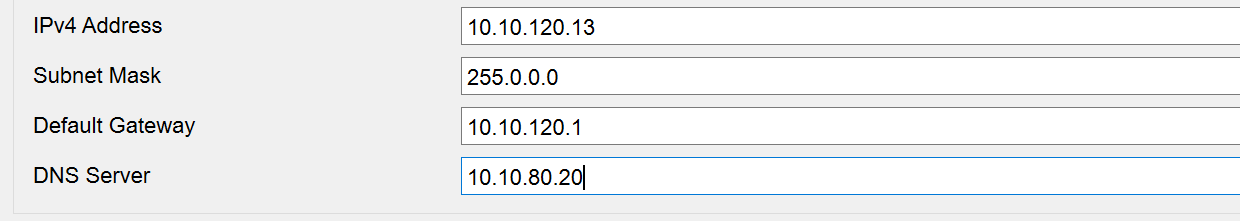 IPv4 Address 10.10.120.13
Subnet Mask 255.0.0.0
Default Gateway 10.10.120.1
DNS Server 10.10.80.20